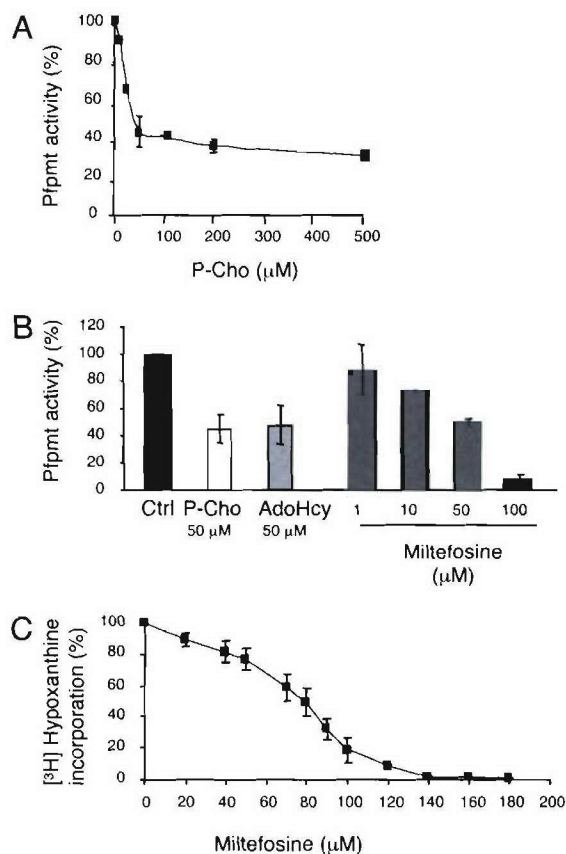 A
Pfpmt activity (%)
100
80
60
40
20
0
0 100 200 300 400 500
P-Cho (μM)
B
Pfpmt activity (%)
120
100
80
60
40
20
0
Ctrl P-Cho AdoHcy 1 10 50 100
50 μM 50 μM
Miltefosine
(μM)
C
[³H] Hypoxanthine
incorporation (%)
100
80
60
40
20
0
0 20 40 60 80 100 120 140 160 180 200
Miltefosine (μM)